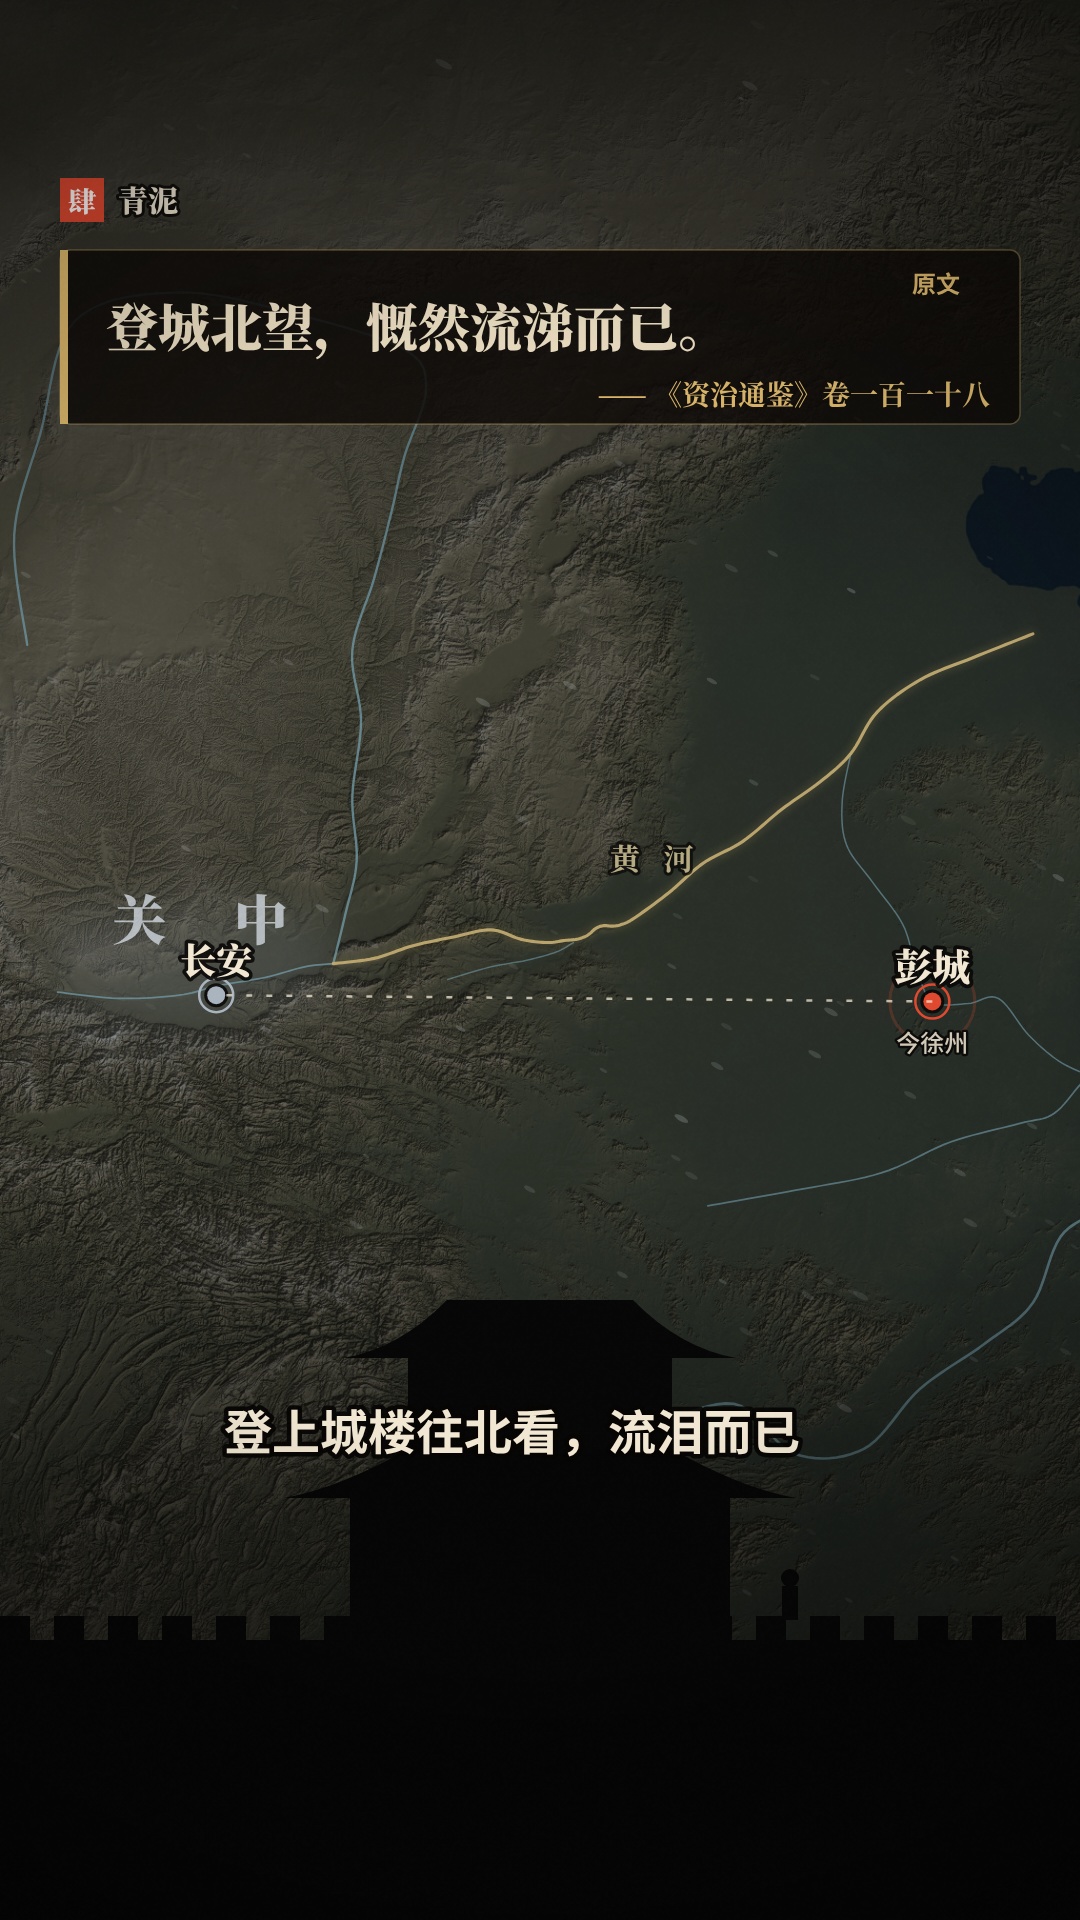 肆 青泥
原文
登城北望，慨然流涕而已。
——《资治通鉴》卷一百一十八
黄河
关中
长安
彭城
今徐州
登上城楼往北看，流泪而已